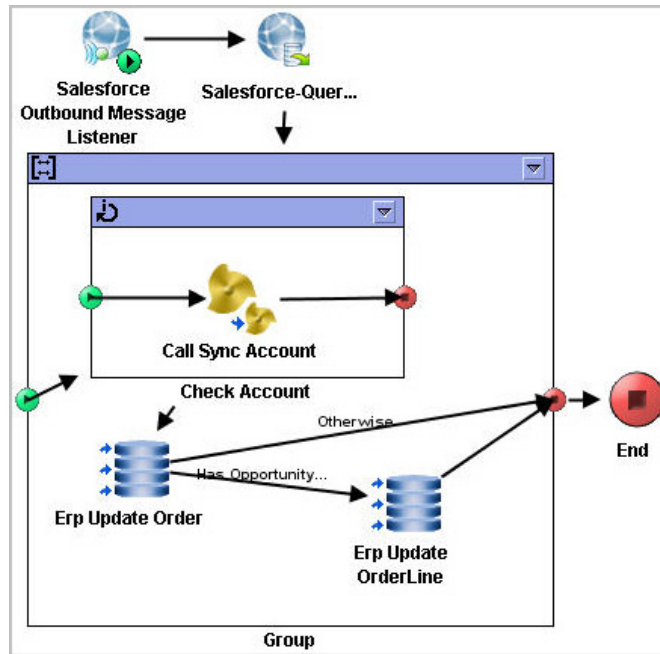 Salesforce
Outbound Message
Listener
Salesforce-Quer...
Call Sync Account
Check Account
Otherwise
Has Opportunity...
Erp Update Order
Erp Update
OrderLine
End
Group